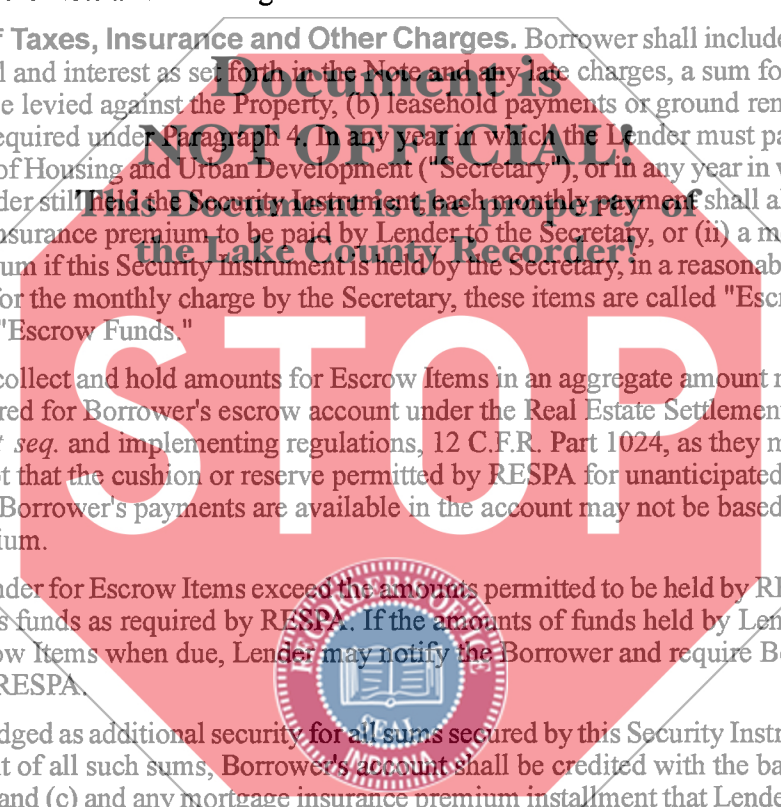 f Taxes, Insurance and Other Charges. Borrower shall include
l and interest as set forth in the Note and any late charges, a sum fo
Document is
e levied against the Property, (b) leasehold payments or ground ren
equired under Paragraph 4. In any year in which the Lender must pa
NOT OFFICIAL!
of Housing and Urban Development ("Secretary"), or in any year in
der still held the Security Instrument, each monthly payment shall a
This Document is the property of
nsurance premium to be paid by Lender to the Secretary, or (ii) a m
the Lake County Recorder!
um if this Security Instrument is held by the Secretary, in a reasonab
or the monthly charge by the Secretary, these items are called "Escr
"Escrow Funds."
STOP
collect and hold amounts for Escrow Items in an aggregate amount
red for Borrower's escrow account under the Real Estate Settlemen
t seq. and implementing regulations, 12 C.F.R. Part 1024, as they m
t that the cushion or reserve permitted by RESPA for unanticipated
Borrower's payments are available in the account may not be based
ium.
nder for Escrow Items exceed the amounts permitted to be held by RE
s funds as required by RESPA. If the amounts of funds held by Len
ow Items when due, Lender may notify the Borrower and require Bo
RESPA.
RECORDER'S OFFICE
SEAL
INDIANA
dged as additional security for all sums secured by this Security Instr
t of all such sums, Borrower's account shall be credited with the ba
and (c) and any mortgage insurance premium installment that Lende